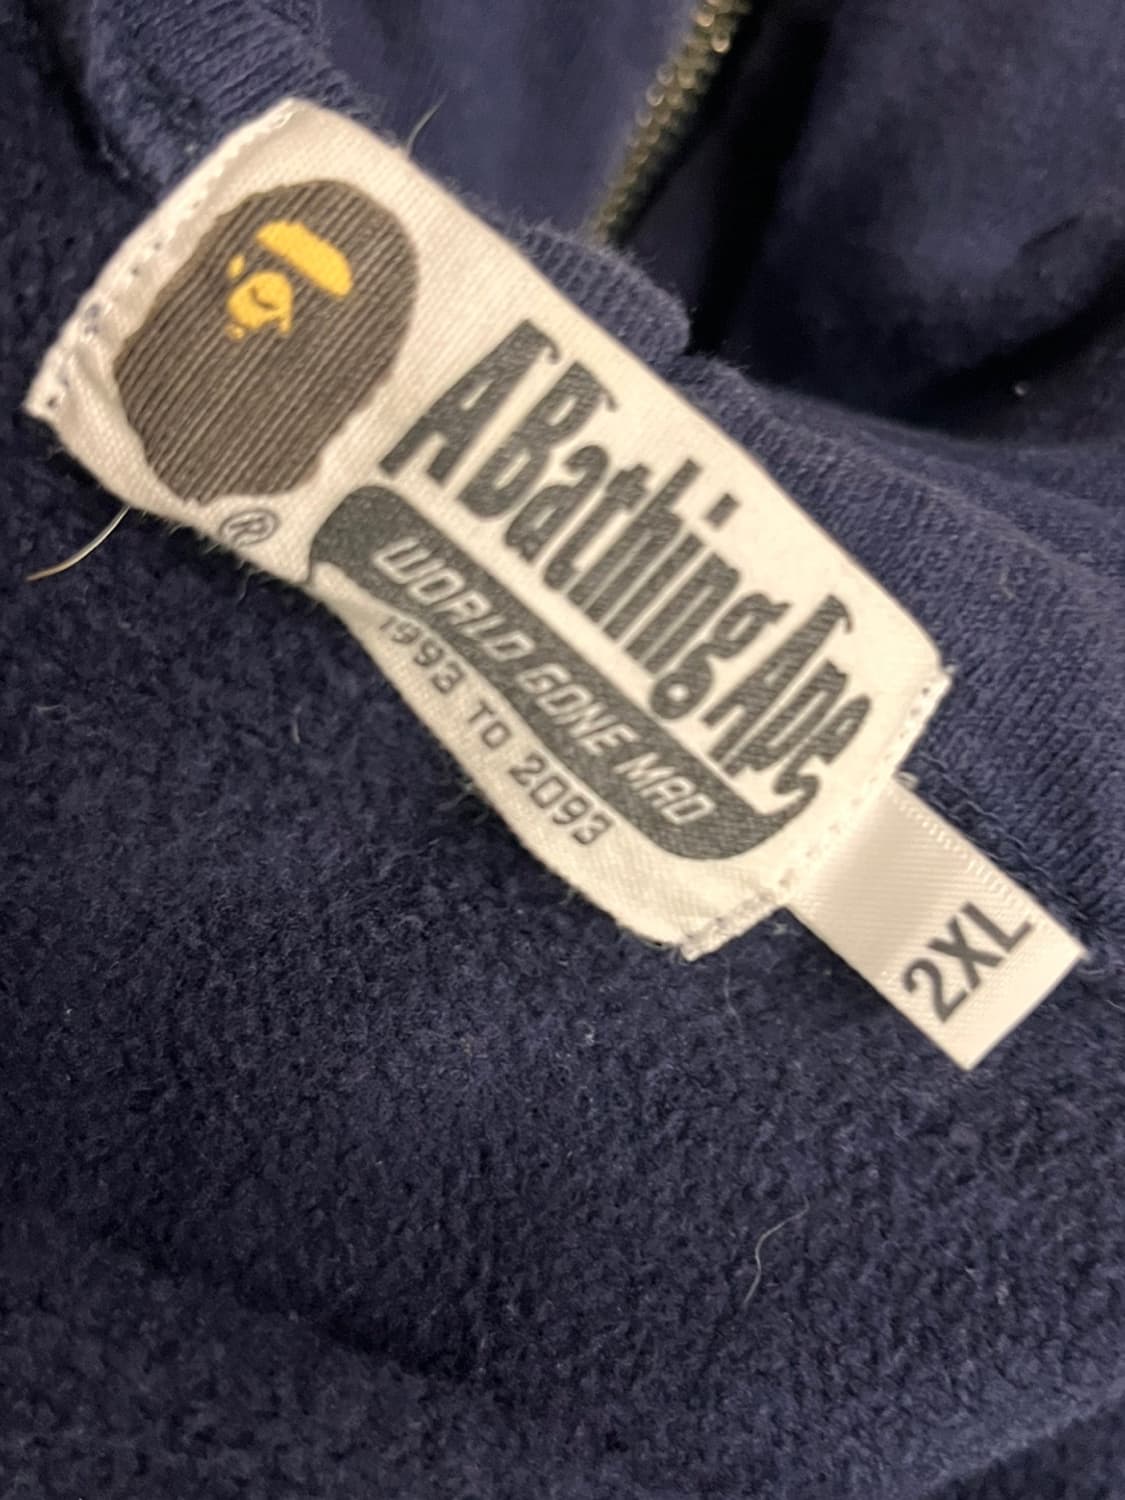 ®
A Bathing Ape
WORLD GONE MAD
1993 TO 2093
2XL